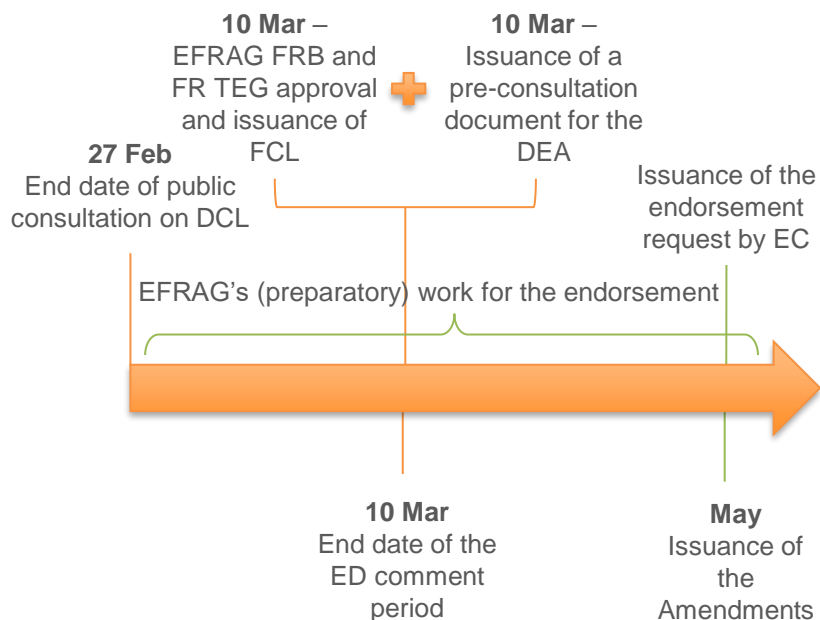 27 Feb
End date of public
consultation on DCL
10 Mar –
EFRAG FRB and
FR TEG approval
and issuance of
FCL
10 Mar –
Issuance of a
pre-consultation
document for the
DEA
Issuance of the
endorsement
request by EC
EFRAG's (preparatory) work for the endorsement
10 Mar
End date of the
ED comment
period
May
Issuance of
the
Amendments